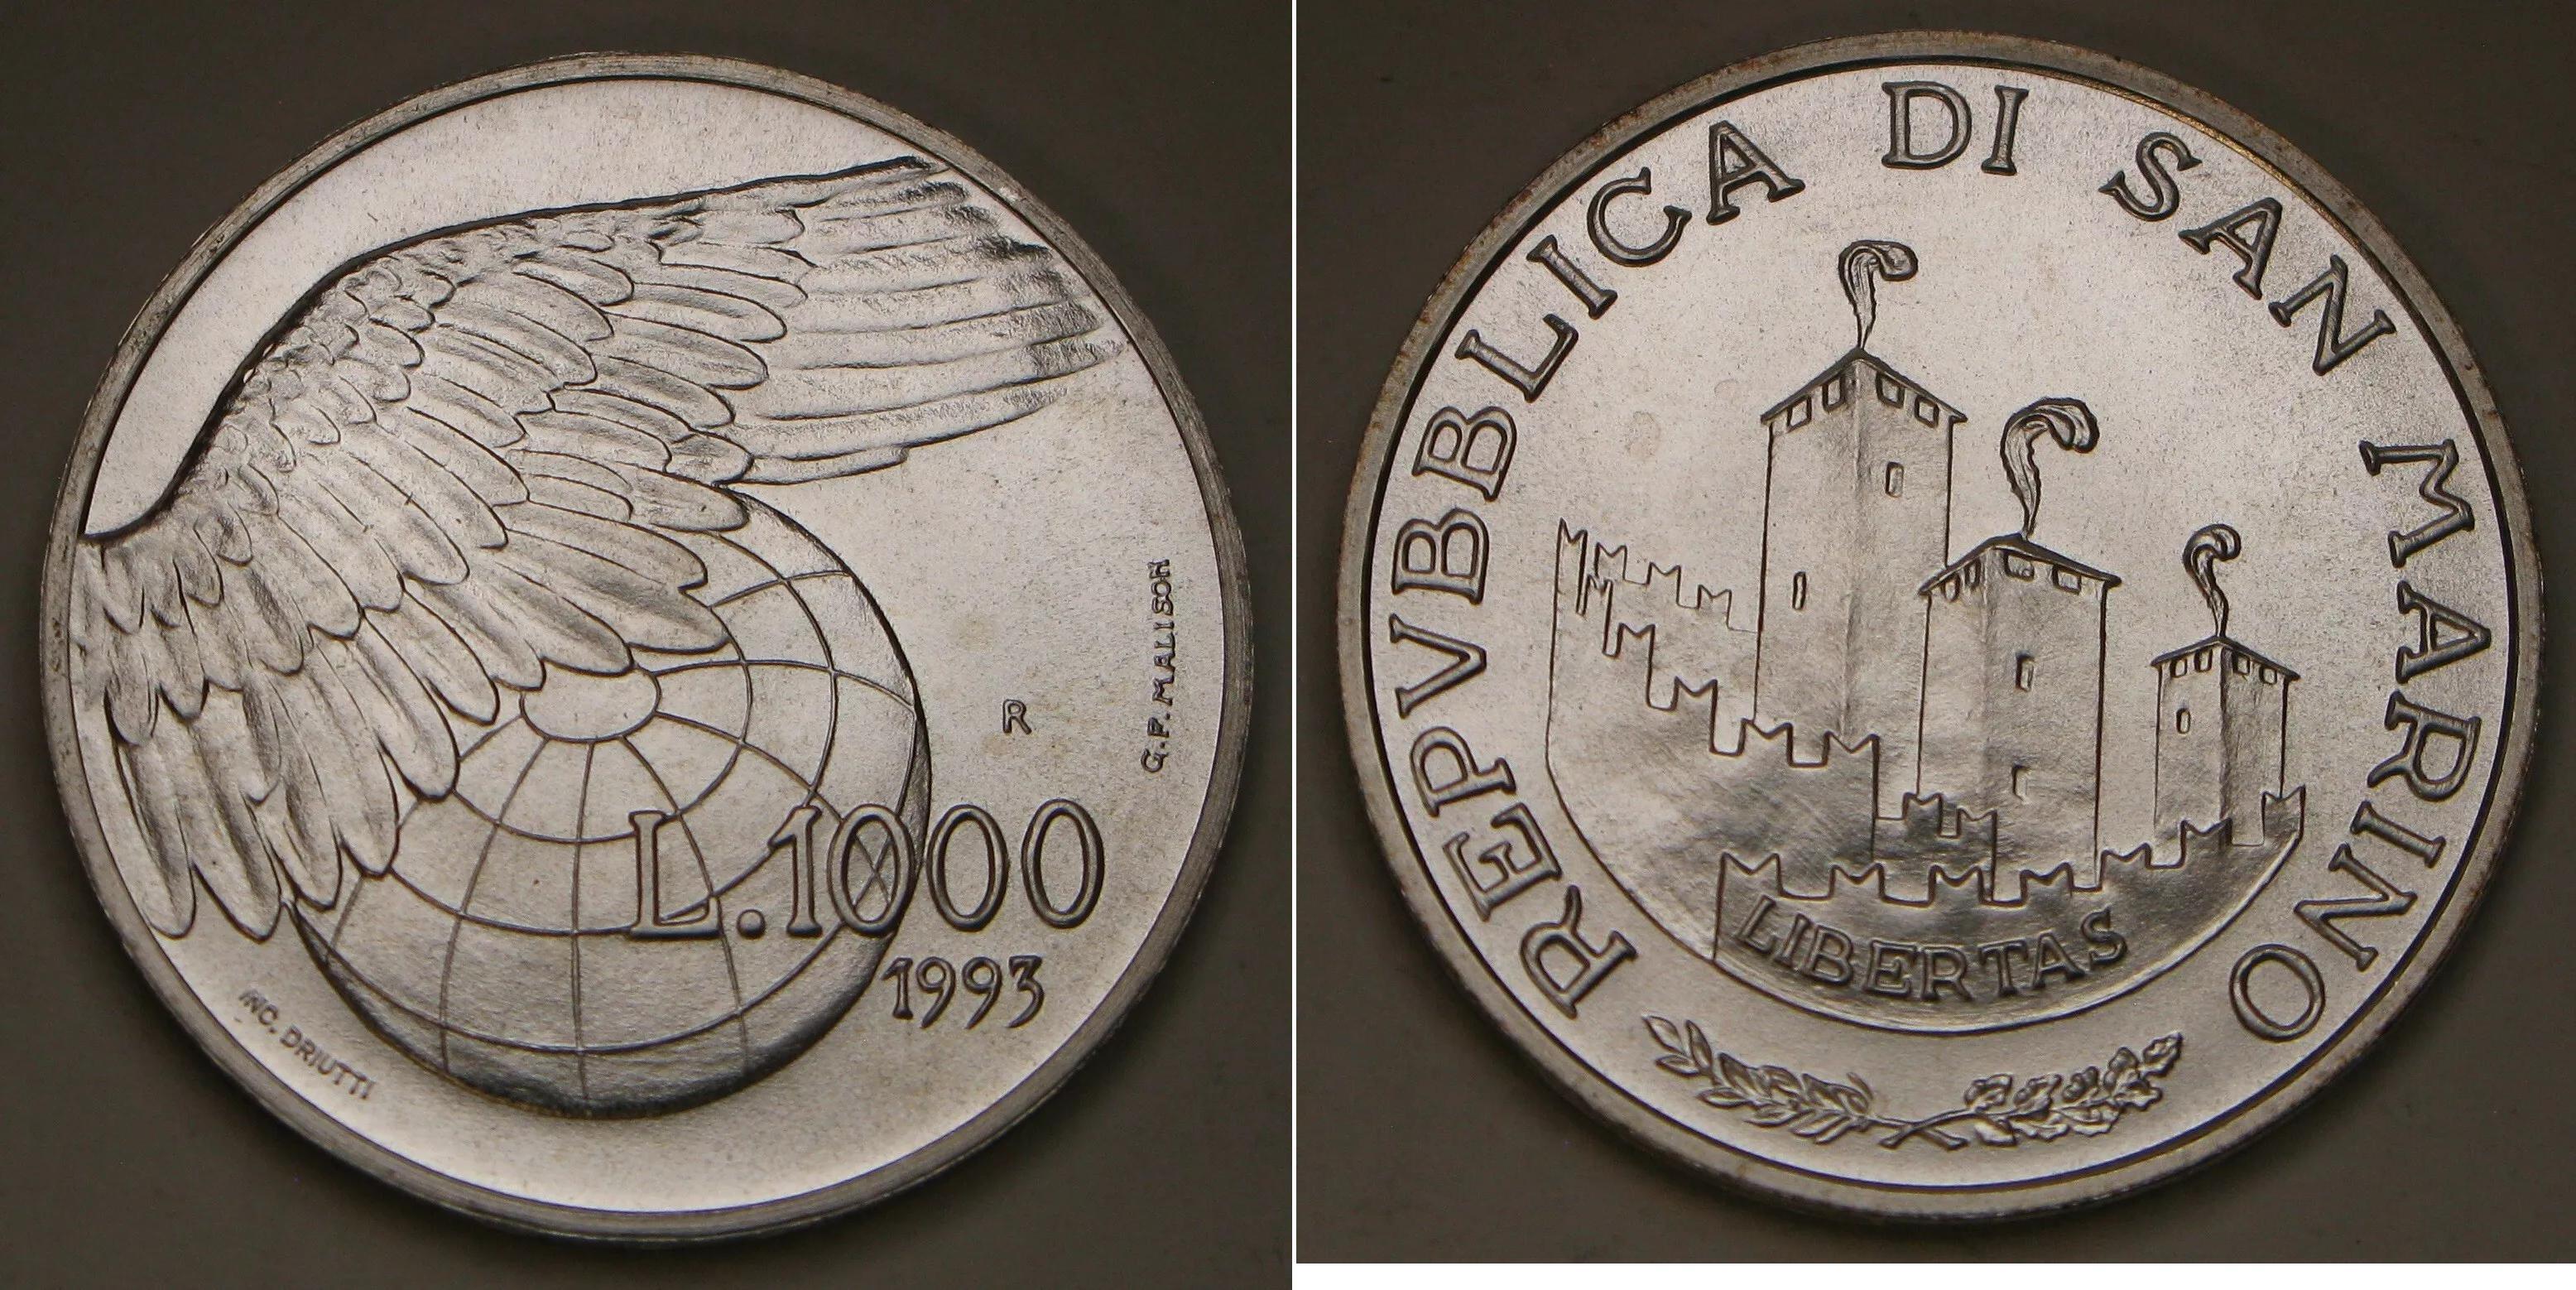 R
G.P. MALISON
L.1000
1993
INC. DRIUTTI
REPVBBLICA DI SAN MARINO
LIBERTAS